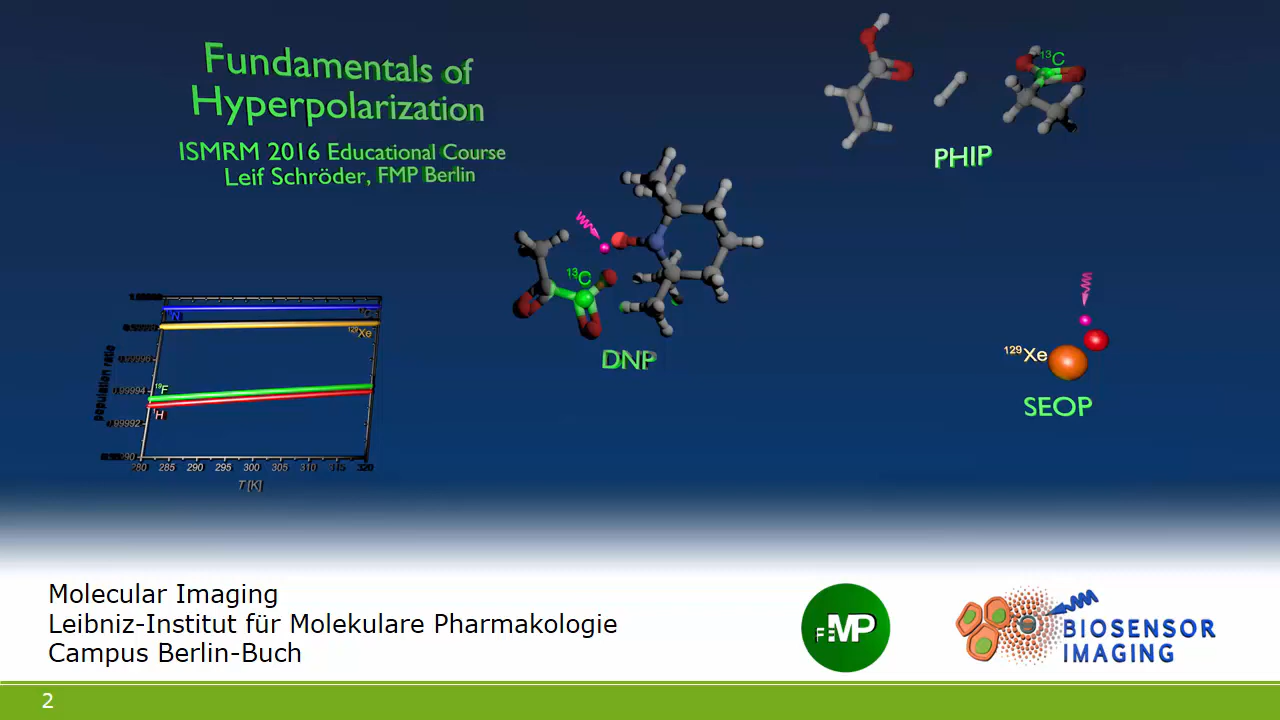 Fundamentals of
Hyperpolarization
ISMRM 2016 Educational Course
Leif Schröder, FMP Berlin
13C
PHIP
13C
DNP
129Xe
SEOP
129Xe
19F
1H
population ratio
0.99998
0.99994
0.99992
280 285 290 295 300 305 310 315 320
T [K]
Molecular Imaging
Leibniz-Institut für Molekulare Pharmakologie
Campus Berlin-Buch
FMP
BIOSENSOR
IMAGING
2